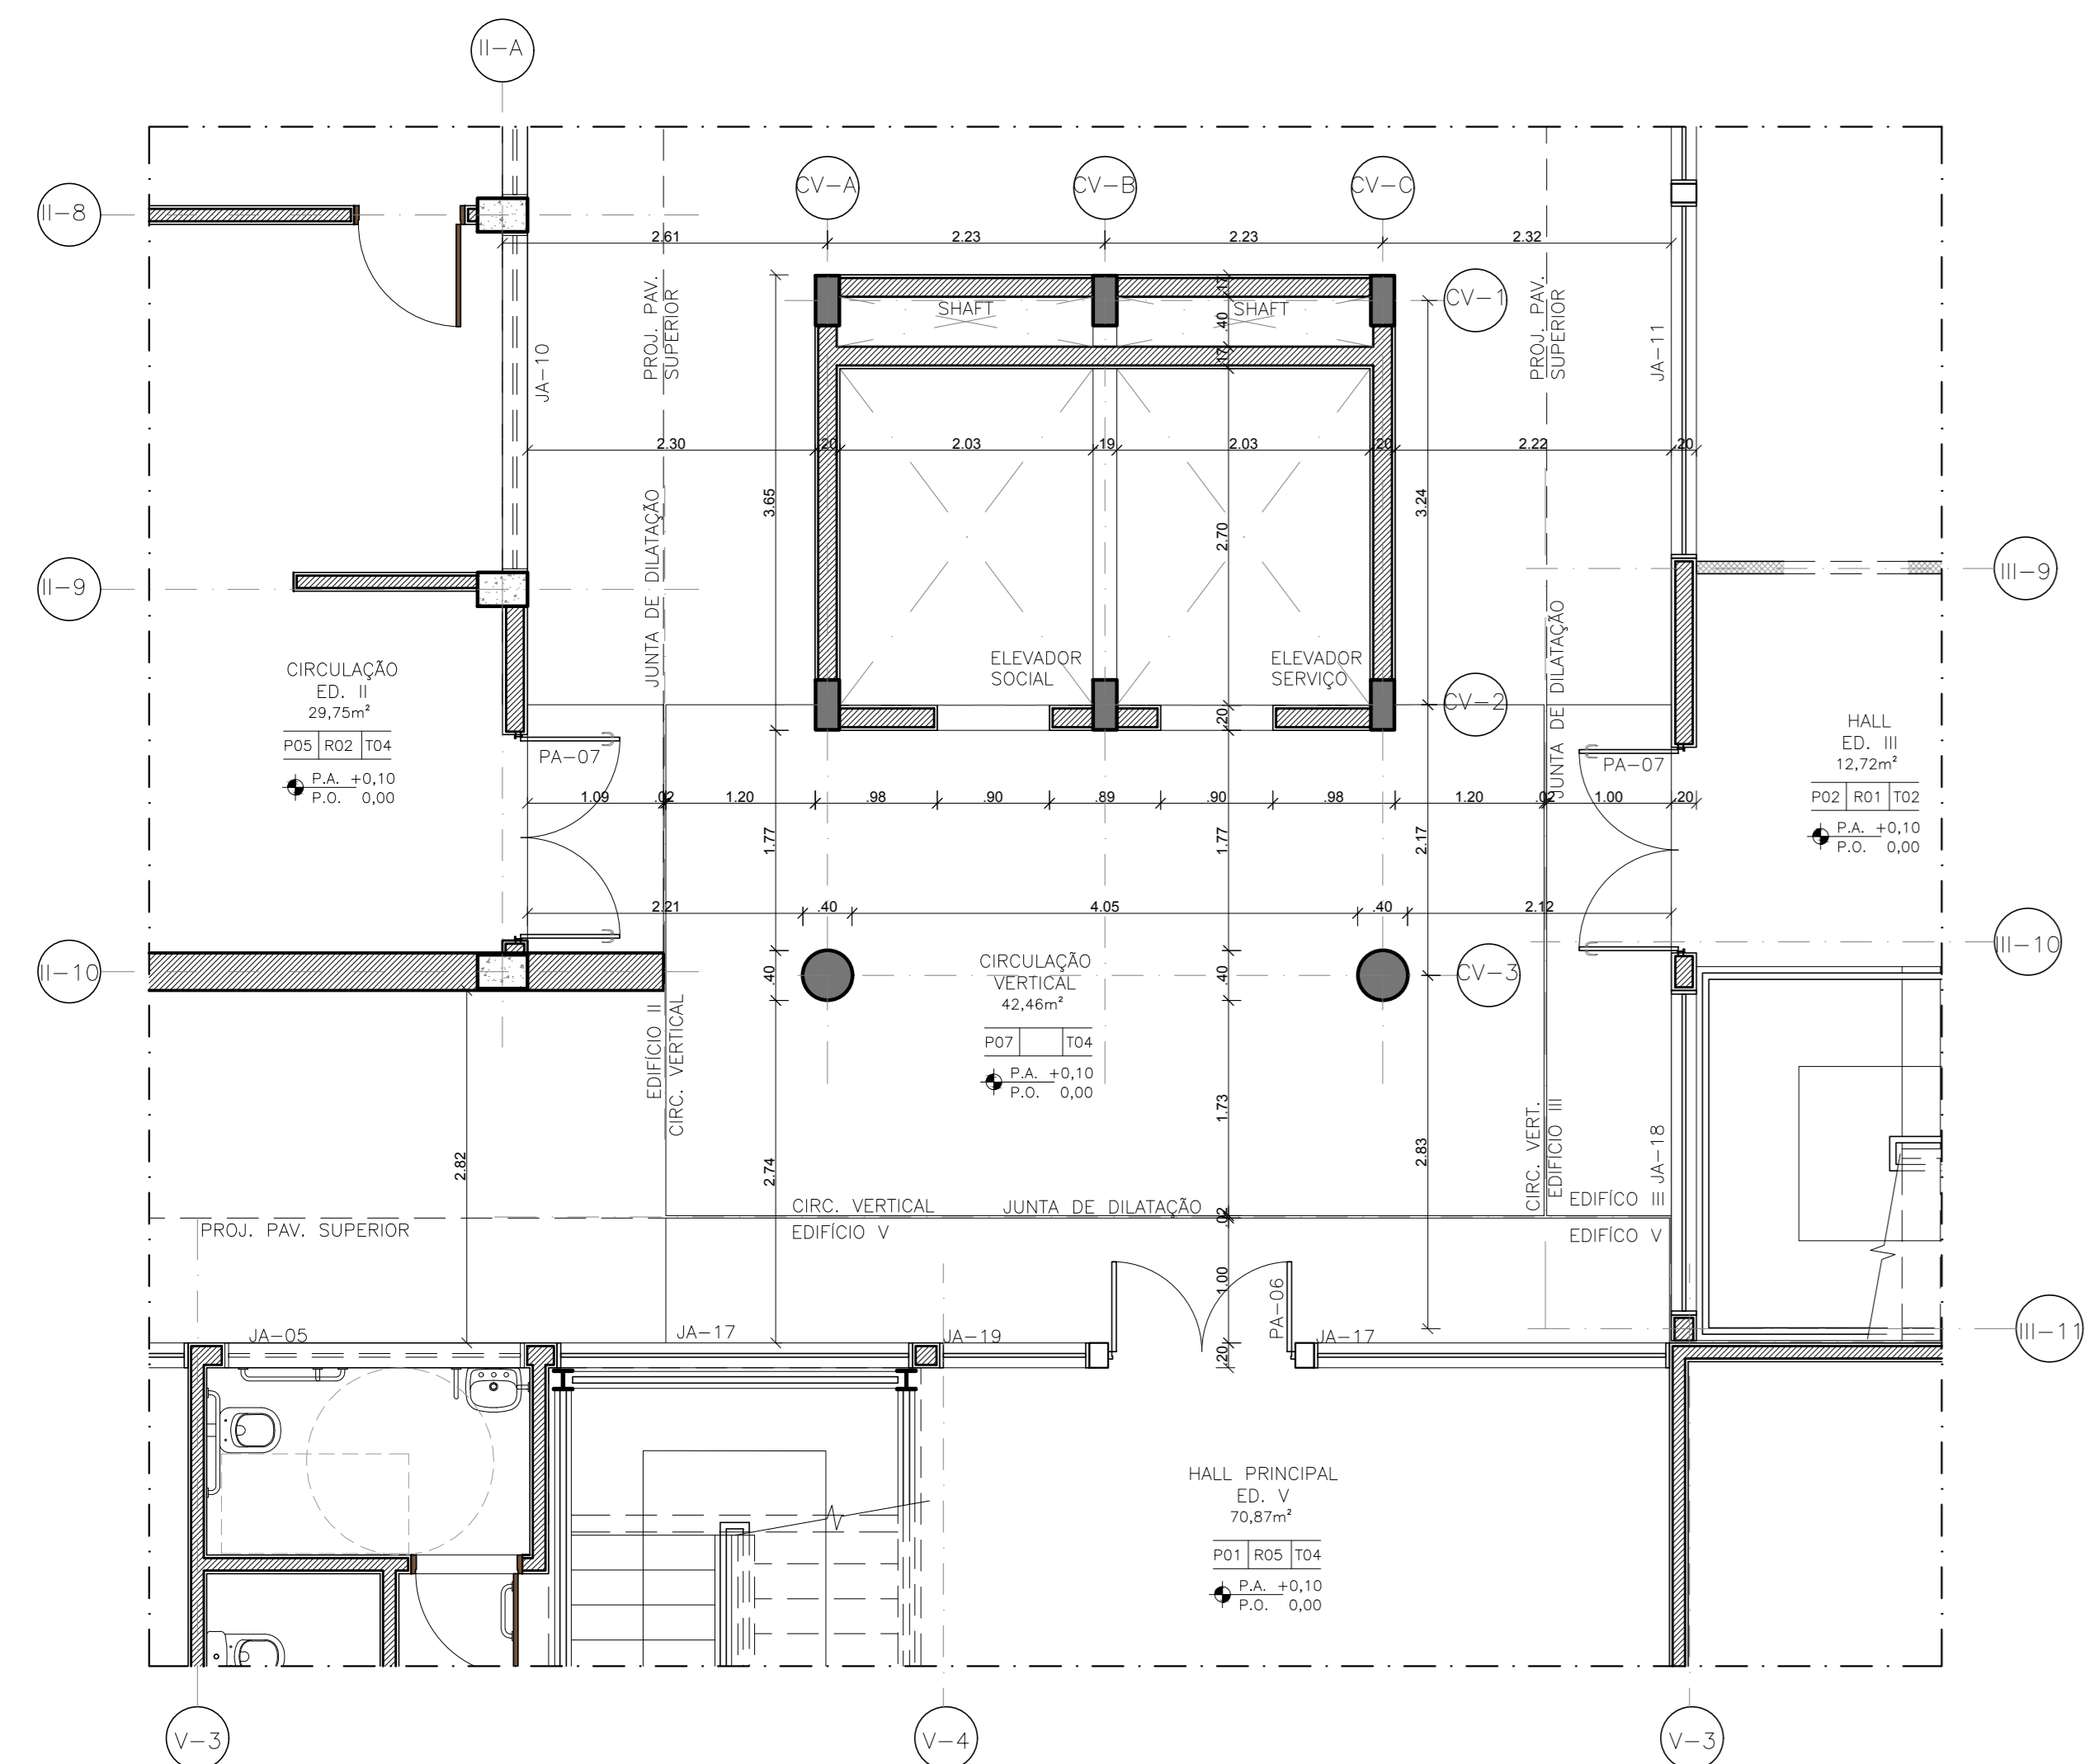 II-A
II-8
CV-A
CV-B
CV-C
2.61
2.23
2.23
2.32
PROJ. PAV.
SUPERIOR
PROJ. PAV.
SUPERIOR
SHAFT
SHAFT
.17
.40
.17
CV-1
JA-10
JA-11
2.30
.20
2.03
.19
2.03
.20
2.22
.20
3.65
2.70
3.24
JUNTA DE DILATAÇÃO
JUNTA DE DILATAÇÃO
II-9
III-9
ELEVADOR
SOCIAL
ELEVADOR
SERVIÇO
CV-2
.20
CIRCULAÇÃO
ED. II
29,75m²
P05 R02 T04
P.A. +0,10
P.O. 0,00
HALL
ED. III
12,72m²
P02 R01 T02
P.A. +0,10
P.O. 0,00
PA-07
PA-07
1.09
.02
1.20
.98
.90
.89
.90
.98
1.20
.02
1.00
.20
1.77
1.77
2.17
2.21
.40
4.05
.40
2.12
II-10
III-10
.40
.40
CV-3
CIRCULAÇÃO
VERTICAL
42,46m²
P07 T04
P.A. +0,10
P.O. 0,00
EDIFÍCIO II
CIRC. VERTICAL
CIRC. VERT.
EDIFÍCIO III
JA-18
2.82
2.74
1.73
2.83
CIRC. VERTICAL
JUNTA DE DILATAÇÃO
EDIFÍCIO V
.02
EDIFÍCO III
EDIFÍCO V
PROJ. PAV. SUPERIOR
1.00
PA-06
JA-05
JA-17
JA-19
JA-17
.20
III-11
HALL PRINCIPAL
ED. V
70,87m²
P01 R05 T04
P.A. +0,10
P.O. 0,00
V-3
V-4
V-3